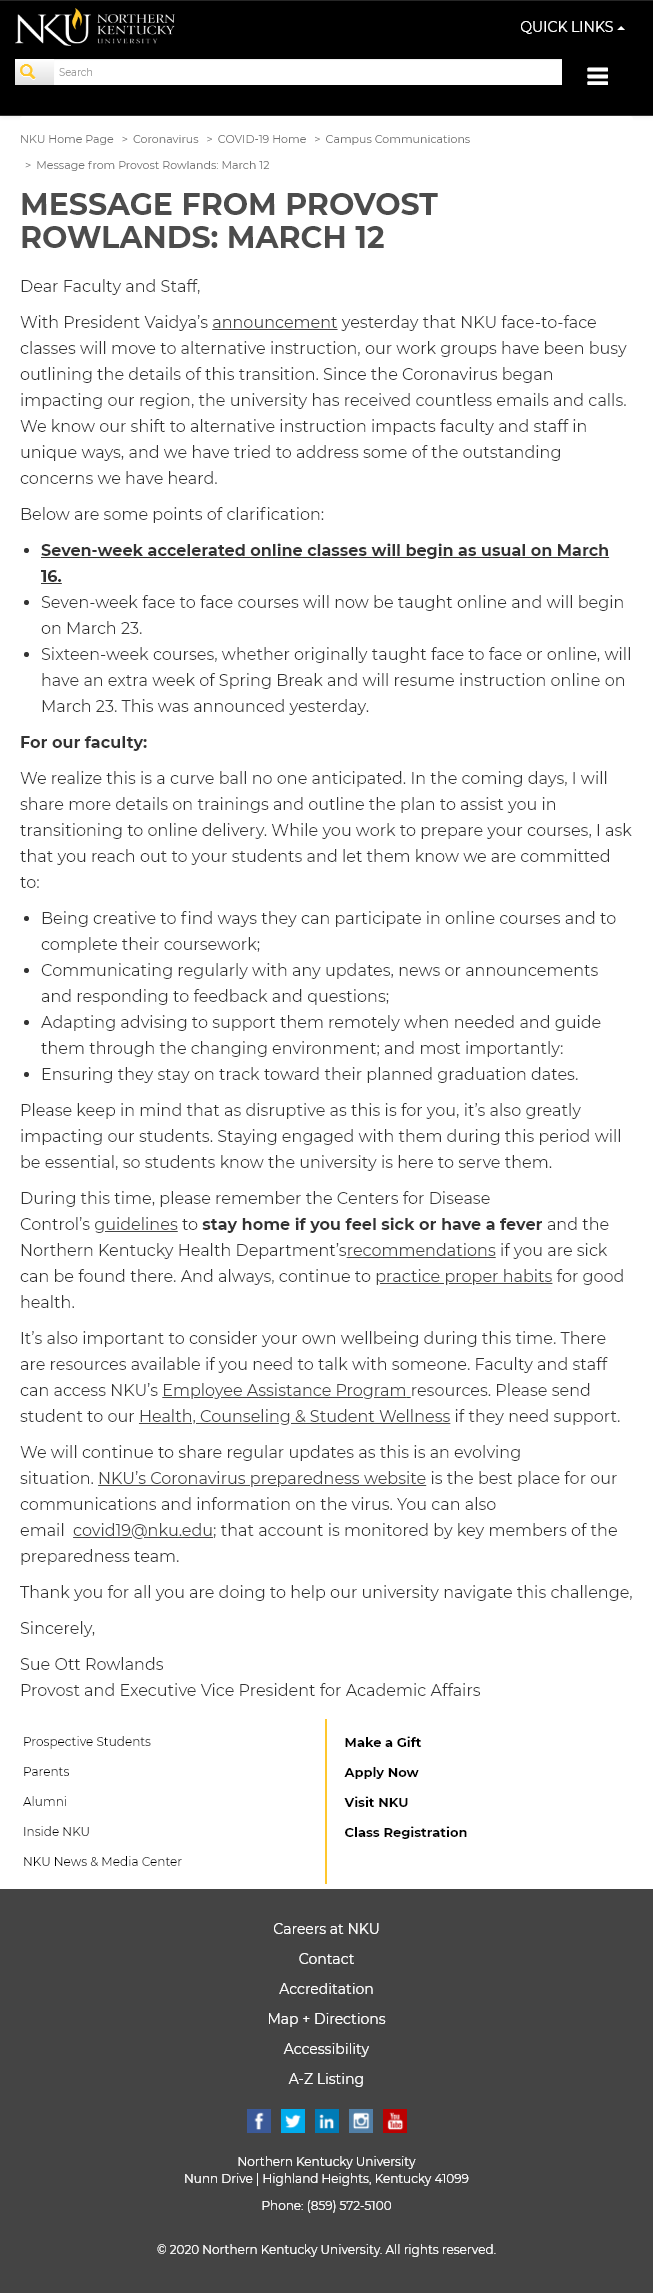 NKU NORTHERN
KENTUCKY
UNIVERSITY
QUICK LINKS
Search
NKU Home Page > Coronavirus > COVID-19 Home > Campus Communications
> Message from Provost Rowlands: March 12
MESSAGE FROM PROVOST
ROWLANDS: MARCH 12
Dear Faculty and Staff,
With President Vaidya’s announcement yesterday that NKU face-to-face
classes will move to alternative instruction, our work groups have been busy
outlining the details of this transition. Since the Coronavirus began
impacting our region, the university has received countless emails and calls.
We know our shift to alternative instruction impacts faculty and staff in
unique ways, and we have tried to address some of the outstanding
concerns we have heard.
Below are some points of clarification:
• Seven-week accelerated online classes will begin as usual on March
16.
• Seven-week face to face courses will now be taught online and will begin
on March 23.
• Sixteen-week courses, whether originally taught face to face or online, will
have an extra week of Spring Break and will resume instruction online on
March 23. This was announced yesterday.
For our faculty:
We realize this is a curve ball no one anticipated. In the coming days, I will
share more details on trainings and outline the plan to assist you in
transitioning to online delivery. While you work to prepare your courses, I ask
that you reach out to your students and let them know we are committed
to:
• Being creative to find ways they can participate in online courses and to
complete their coursework;
• Communicating regularly with any updates, news or announcements
and responding to feedback and questions;
• Adapting advising to support them remotely when needed and guide
them through the changing environment; and most importantly:
• Ensuring they stay on track toward their planned graduation dates.
Please keep in mind that as disruptive as this is for you, it’s also greatly
impacting our students. Staying engaged with them during this period will
be essential, so students know the university is here to serve them.
During this time, please remember the Centers for Disease
Control’s guidelines to stay home if you feel sick or have a fever and the
Northern Kentucky Health Department’srecommendations if you are sick
can be found there. And always, continue to practice proper habits for good
health.
It’s also important to consider your own wellbeing during this time. There
are resources available if you need to talk with someone. Faculty and staff
can access NKU’s Employee Assistance Program resources. Please send
student to our Health, Counseling & Student Wellness if they need support.
We will continue to share regular updates as this is an evolving
situation. NKU’s Coronavirus preparedness website is the best place for our
communications and information on the virus. You can also
email covid19@nku.edu; that account is monitored by key members of the
preparedness team.
Thank you for all you are doing to help our university navigate this challenge,
Sincerely,
Sue Ott Rowlands
Provost and Executive Vice President for Academic Affairs
Prospective Students
Parents
Alumni
Inside NKU
NKU News & Media Center
Make a Gift
Apply Now
Visit NKU
Class Registration
Careers at NKU
Contact
Accreditation
Map + Directions
Accessibility
A-Z Listing
f in You Tube
Northern Kentucky University
Nunn Drive | Highland Heights, Kentucky 41099
Phone: (859) 572-5100
© 2020 Northern Kentucky University. All rights reserved.